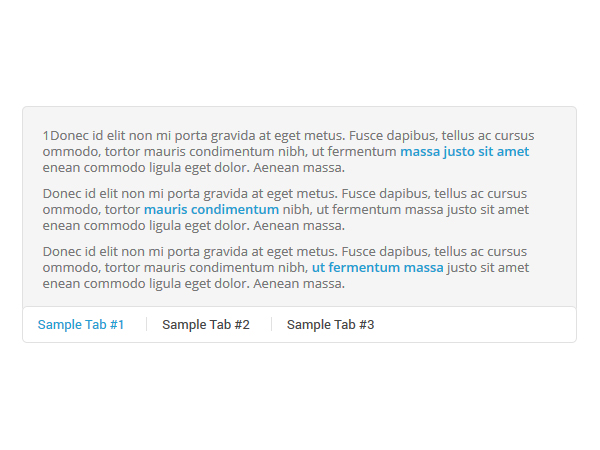 1Donec id elit non mi porta gravida at eget metus. Fusce dapibus, tellus ac cursus
ommodo, tortor mauris condimentum nibh, ut fermentum massa justo sit amet
enean commodo ligula eget dolor. Aenean massa.
Donec id elit non mi porta gravida at eget metus. Fusce dapibus, tellus ac cursus
ommodo, tortor mauris condimentum nibh, ut fermentum massa justo sit amet
enean commodo ligula eget dolor. Aenean massa.
Donec id elit non mi porta gravida at eget metus. Fusce dapibus, tellus ac cursus
ommodo, tortor mauris condimentum nibh, ut fermentum massa justo sit amet
enean commodo ligula eget dolor. Aenean massa.
Sample Tab #1 Sample Tab #2 Sample Tab #3